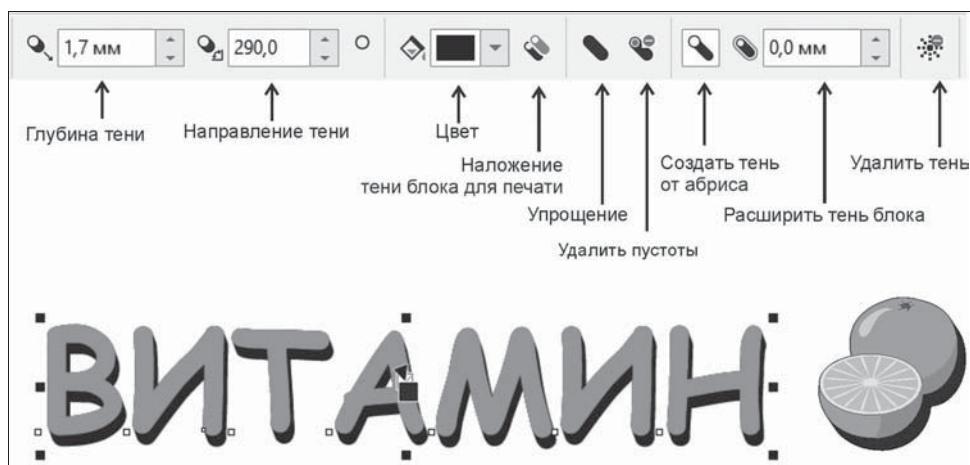 1,7 мм 290,0 0,0 мм
Глубина тени
Направление тени
Цвет
Наложение
тени блока для печати
Упрощение
Удалить пустоты
Создать тень
от абриса
Расширить тень блока
Удалить тень
ВИТАМИН